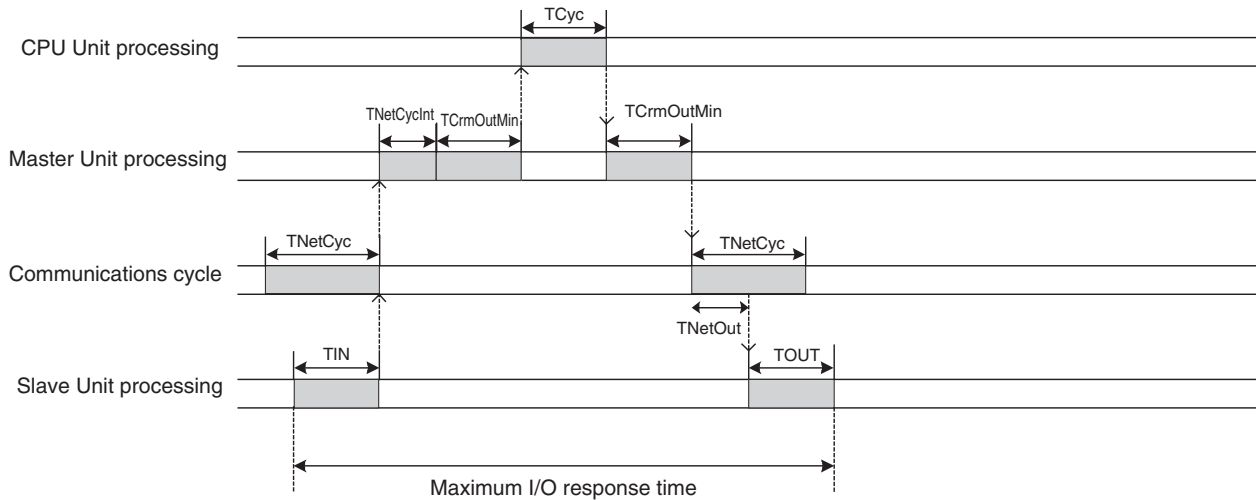 TCyc
CPU Unit processing
TNetCycInt
TCrmOutMin
TCrmOutMin
Master Unit processing
TNetCyc
TNetCyc
Communications cycle
TNetOut
TIN
TOUT
Slave Unit processing
Maximum I/O response time